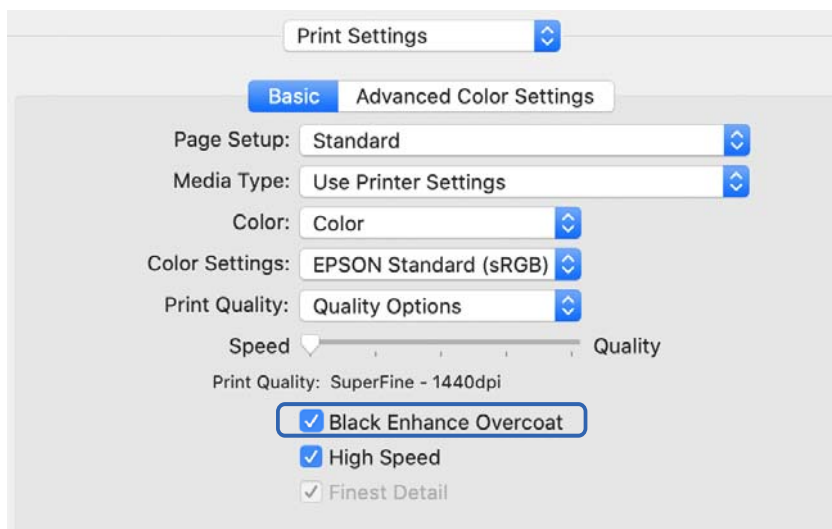 Print Settings
Basic Advanced Color Settings
Page Setup: Standard
Media Type: Use Printer Settings
Color: Color
Color Settings: EPSON Standard (sRGB)
Print Quality: Quality Options
Speed Quality
Print Quality: SuperFine - 1440dpi
Black Enhance Overcoat
High Speed
Finest Detail